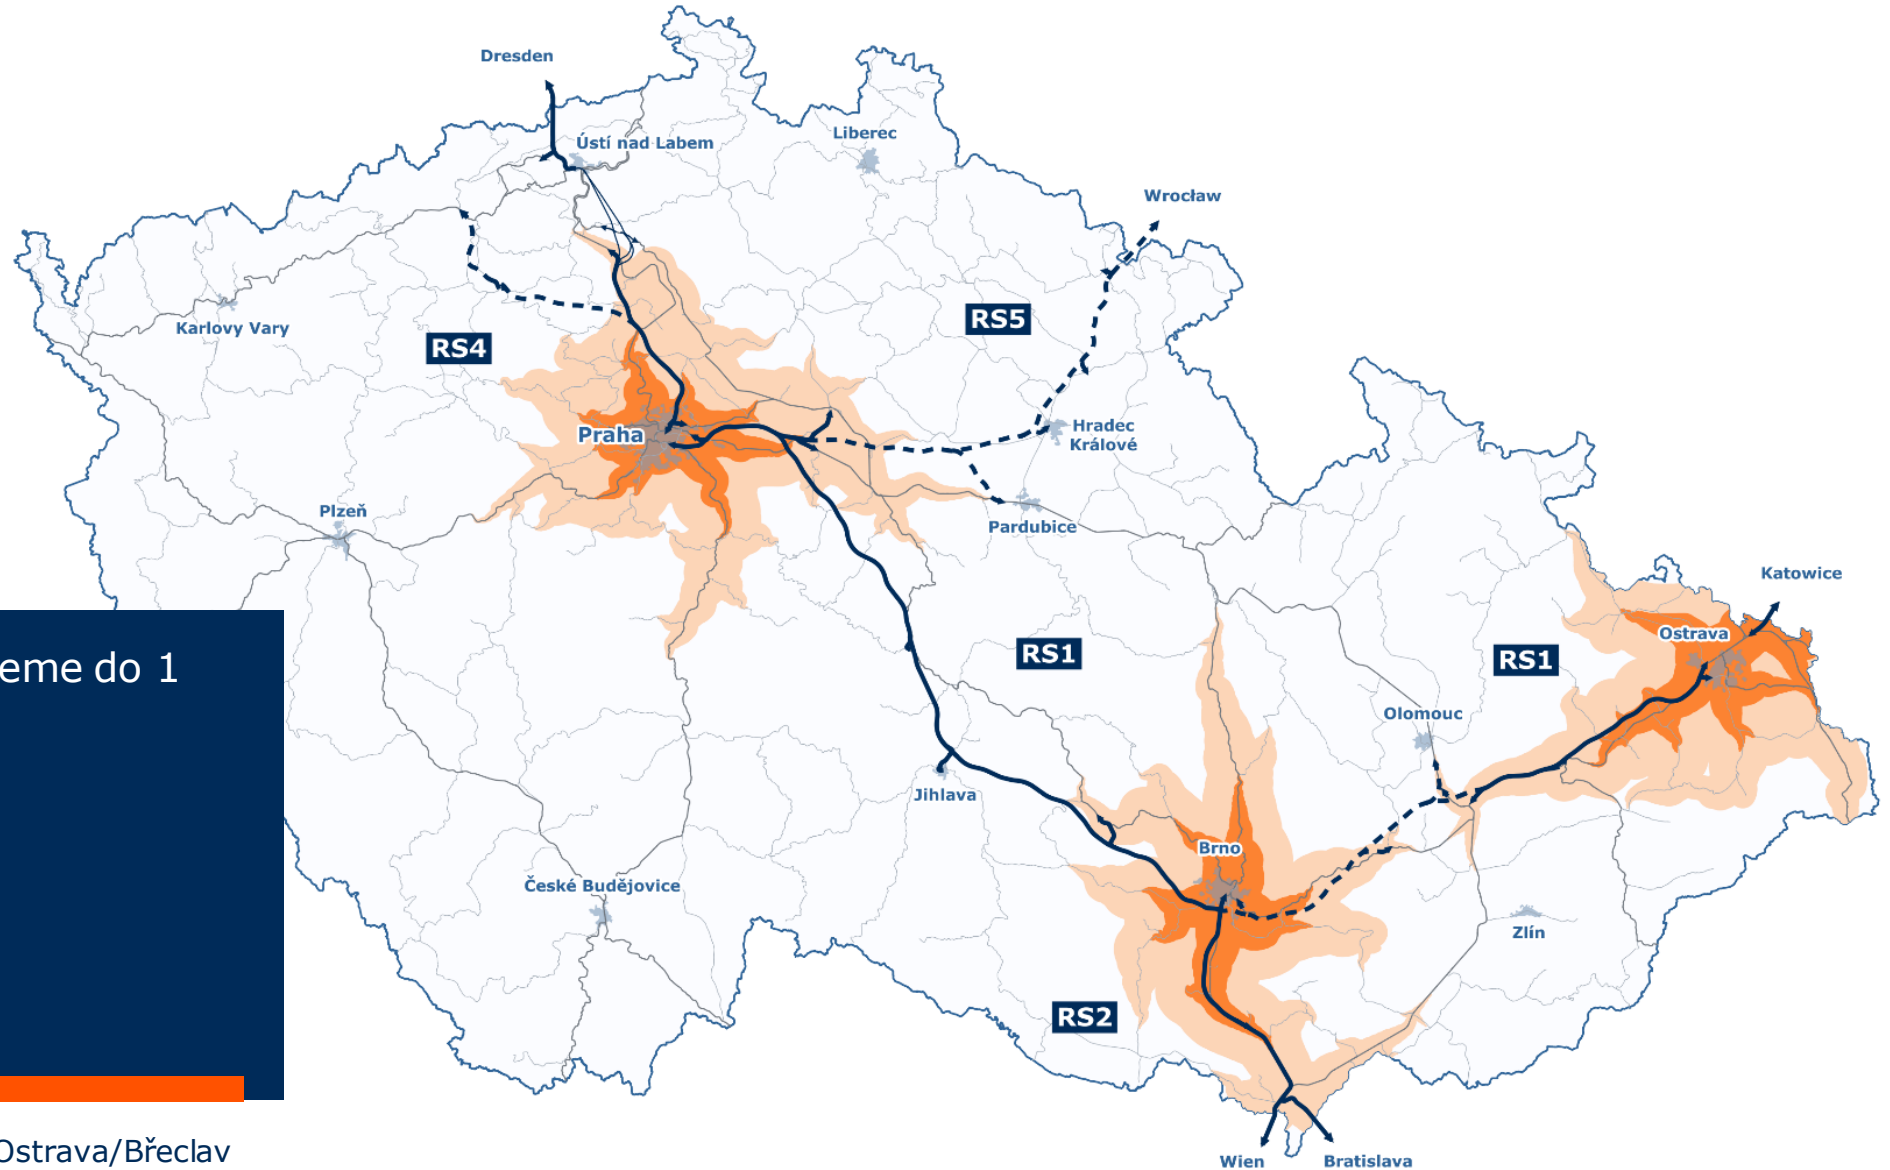 Dresden
Ústí nad Labem
Liberec
Wrocław
Karlovy Vary
RS4
RS5
Praha
Hradec
Králové
Plzeň
Pardubice
Katowice
Ostrava
RS1
RS1
eme do 1
Olomouc
Jihlava
Brno
České Budějovice
Zlín
RS2
Ostrava/Břeclav
Wien
Bratislava